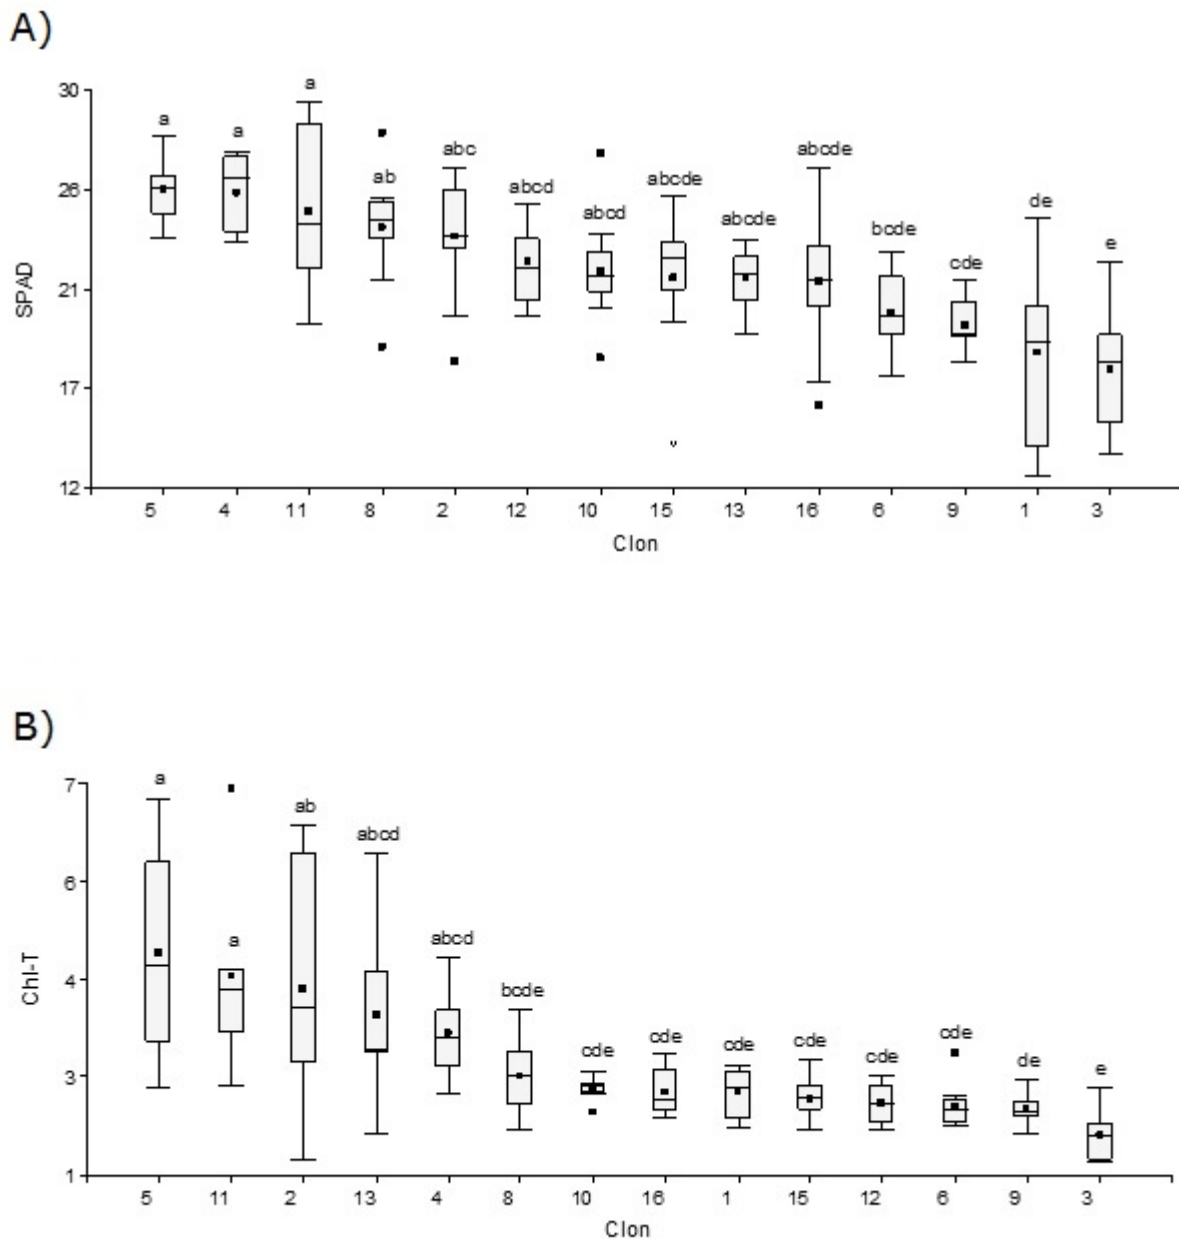 A)
30
26
21
17
12
SPAD
a
a
a
ab
abc
abcd
abcd
abcde
abcde
abcde
bcde
cde
de
e
5 4 11 8 2 12 10 15 13 16 6 9 1 3
Clon
B)
7
6
4
3
1
Chl-T
a
a
ab
abcd
abcd
bcde
cde
cde
cde
cde
cde
cde
de
e
5 11 2 13 4 8 10 16 1 15 12 6 9 3
Clon